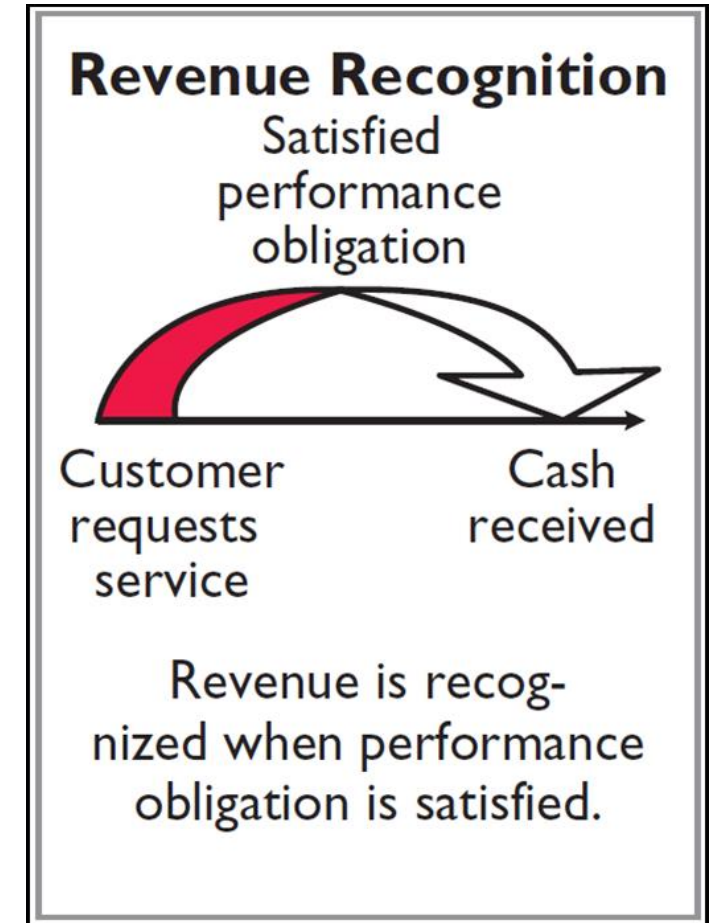 Revenue Recognition
Satisfied
performance
obligation
Customer
requests
service
Cash
received
Revenue is recog-
nized when performance
obligation is satisfied.